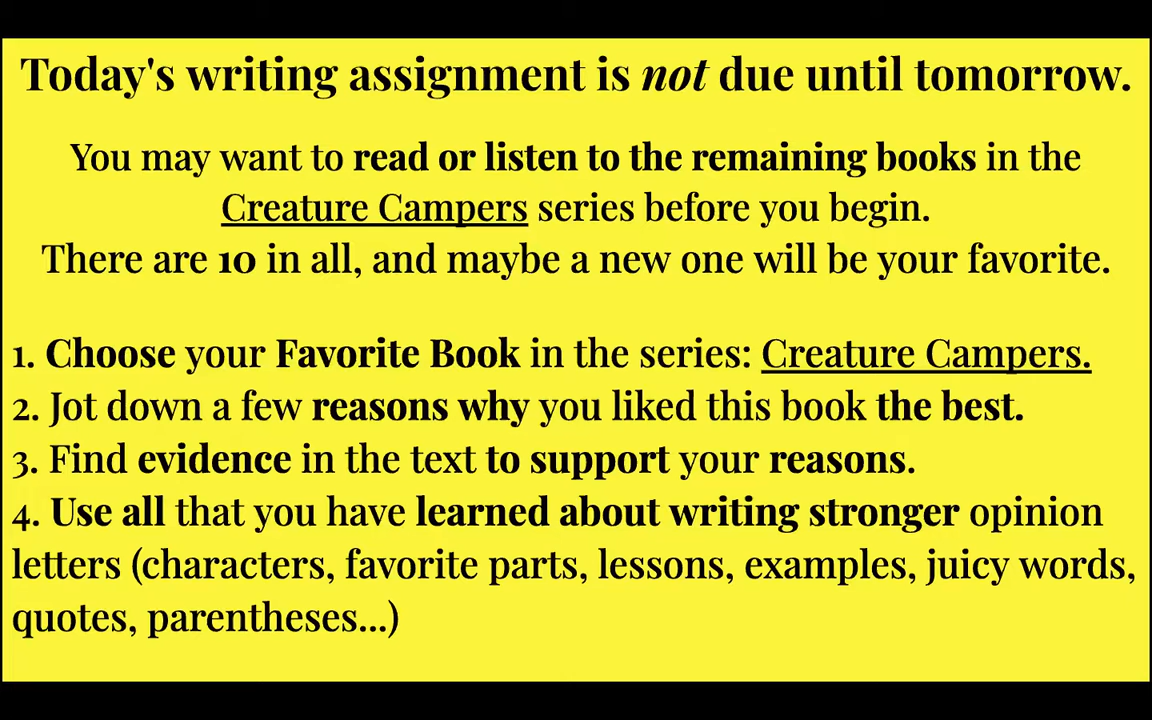 Today's writing assignment is not due until tomorrow.
You may want to read or listen to the remaining books in the
Creature Campers series before you begin.
There are 10 in all, and maybe a new one will be your favorite.
1. Choose your Favorite Book in the series: Creature Campers.
2. Jot down a few reasons why you liked this book the best.
3. Find evidence in the text to support your reasons.
4. Use all that you have learned about writing stronger opinion
letters (characters, favorite parts, lessons, examples, juicy words,
quotes, parentheses...)